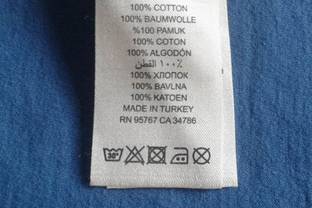 100% COTTON
100% BAUMWOLLE
%100 PAMUK
100% COTON
100% ALGODÓN
٪١٠٠ القطن
100% ХЛОПОК
100% BAVLNA
100% KATOEN
MADE IN TURKEY
RN 95767 CA 34786